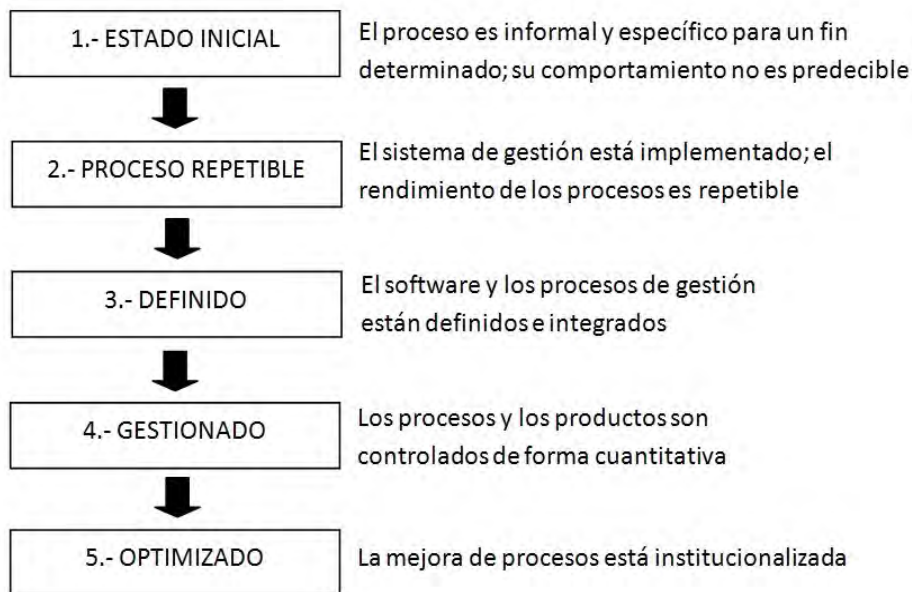 1.- ESTADO INICIAL
El proceso es informal y específico para un fin
determinado; su comportamiento no es predecible
2.- PROCESO REPETIBLE
El sistema de gestión está implementado; el
rendimiento de los procesos es repetible
3.- DEFINIDO
El software y los procesos de gestión
están definidos e integrados
4.- GESTIONADO
Los procesos y los productos son
controlados de forma cuantitativa
5.- OPTIMIZADO
La mejora de procesos está institucionalizada